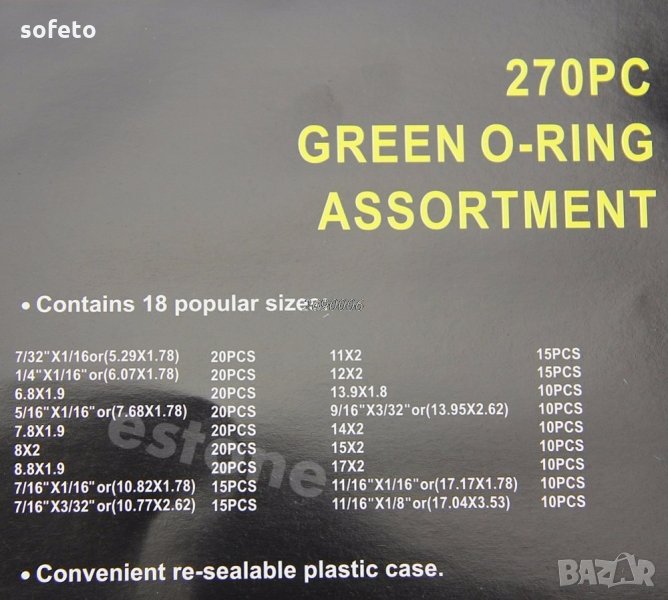 sofeto
270PC
GREEN O-RING
ASSORTMENT
• Contains 18 popular sizes:
7/32"X1/16or(5.29X1.78) 20PCS
1/4"X1/16"or(6.07X1.78) 20PCS
6.8X1.9 20PCS
5/16"X1/16"or(7.68X1.78) 20PCS
7.8X1.9 20PCS
8X2 20PCS
8.8X1.9 20PCS
7/16"X1/16"or(10.82X1.78) 15PCS
7/16"X3/32"or(10.77X2.62) 15PCS
11X2 15PCS
12X2 15PCS
13.9X1.8 10PCS
9/16"X3/32"or(13.95X2.62) 10PCS
14X2 10PCS
15X2 10PCS
17X2 10PCS
11/16"X1/16"or(17.17X1.78) 10PCS
11/16"X1/8"or(17.04X3.53) 10PCS
estone
• Convenient re-sealable plastic case.
BAZAR